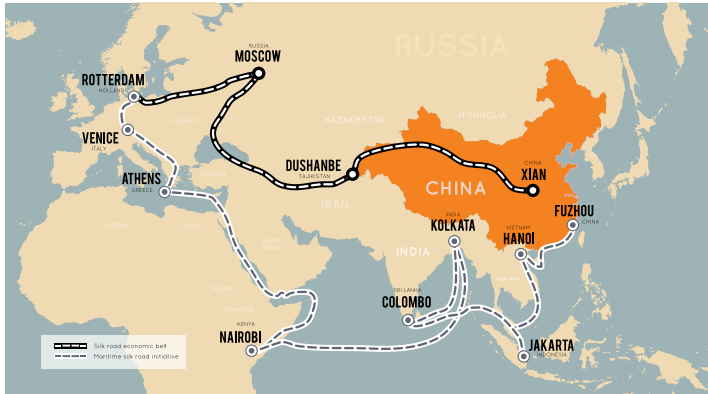 RUSSIA
RUSSIA
MOSCOW
ROTTERDAM
HOLLAND
POLAND
KAZAKHSTAN
MONGOLIA
VENICE
ITALY
DUSHANBE
TAJIKISTAN
CHINA
XIAN
ATHENS
GREECE
TURKEY
CHINA
IRAN
FUZHOU
CHINA
INDIA
KOLKATA
VIETNAM
HANOI
ALGERIA
EGYPT
SAUDI
ARABIA
INDIA
THAILAND
SUDAN
SRI LANKA
COLOMBO
ETHIOPIA
KENYA
NAIROBI
JAKARTA
INDONESIA
Silk road economic belt
Maritime silk road initiative